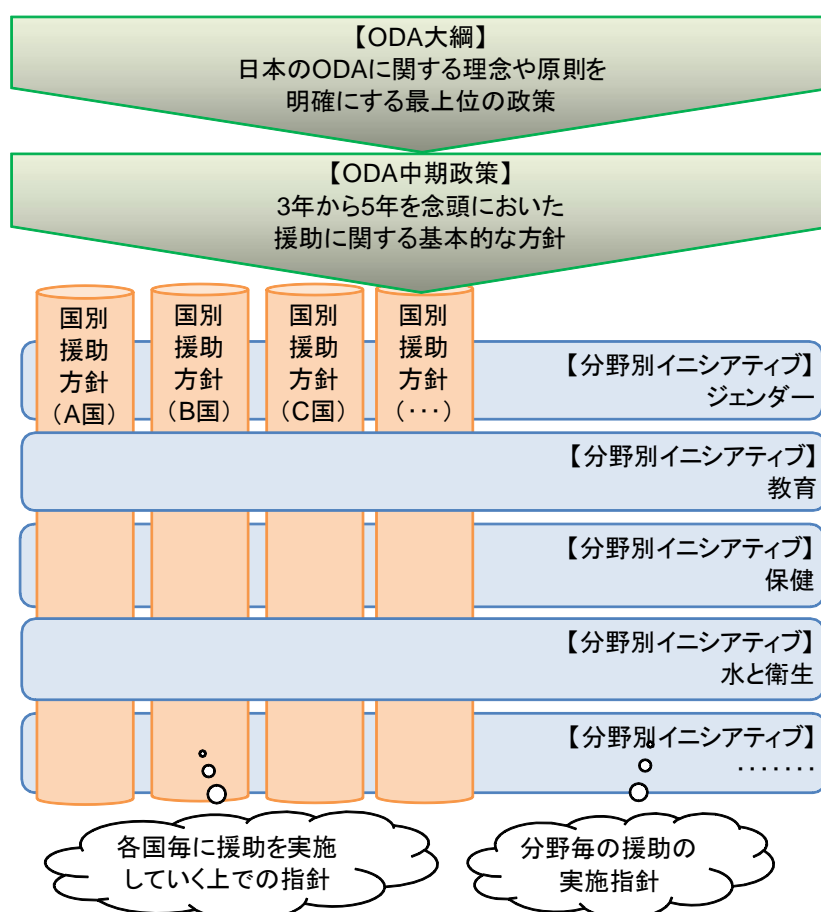 【ODA大綱】
日本のODAに関する理念や原則を
明確にする最上位の政策
【ODA中期政策】
3年から5年を念頭においた
援助に関する基本的な方針
国別
援助
方針
（A国）
国別
援助
方針
（B国）
国別
援助
方針
（C国）
国別
援助
方針
（･･･）
【分野別イニシアティブ】
ジェンダー
【分野別イニシアティブ】
教育
【分野別イニシアティブ】
保健
【分野別イニシアティブ】
水と衛生
【分野別イニシアティブ】
･･･････
各国毎に援助を実施
していく上での指針
分野毎の援助の
実施指針